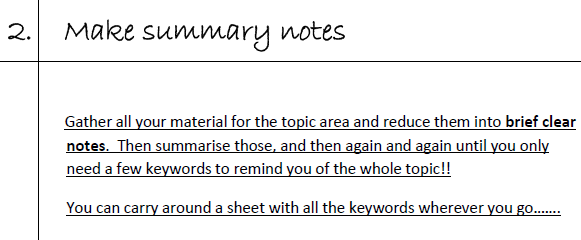 2. Make summary notes
Gather all your material for the topic area and reduce them into brief clear
notes. Then summarise those, and then again and again until you only
need a few keywords to remind you of the whole topic!!
You can carry around a sheet with all the keywords wherever you go.......